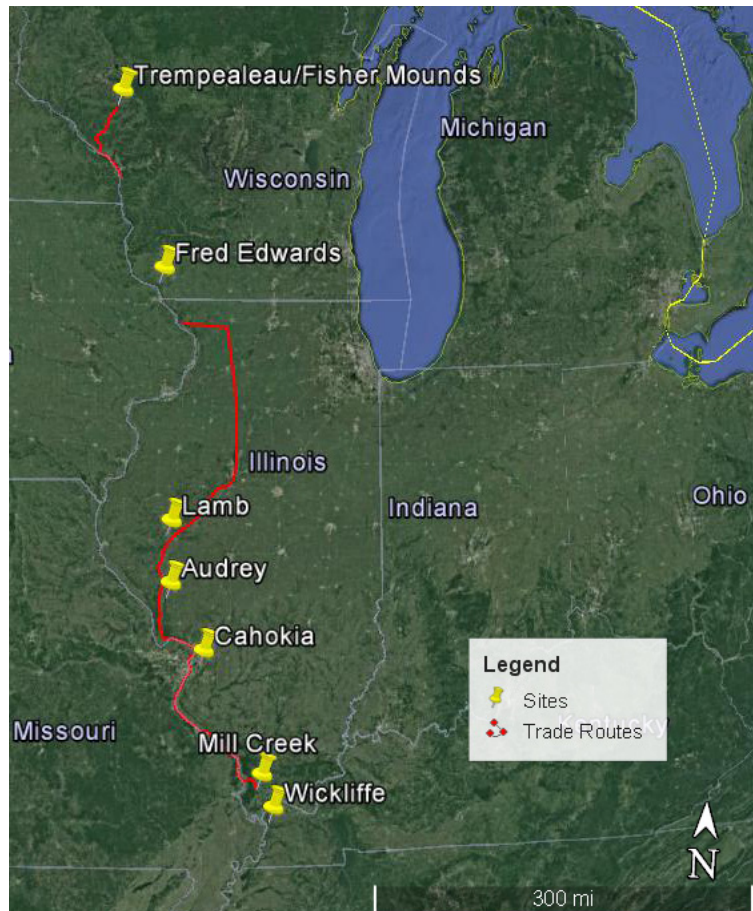 Trempealeau/Fisher Mounds
Michigan
Wisconsin
Fred Edwards
Illinois
Lamb
Indiana
Ohio
Audrey
Cahokia
Legend
Sites
Trade Routes
Kentucky
Missouri
Mill Creek
Wickliffe
N
300 mi